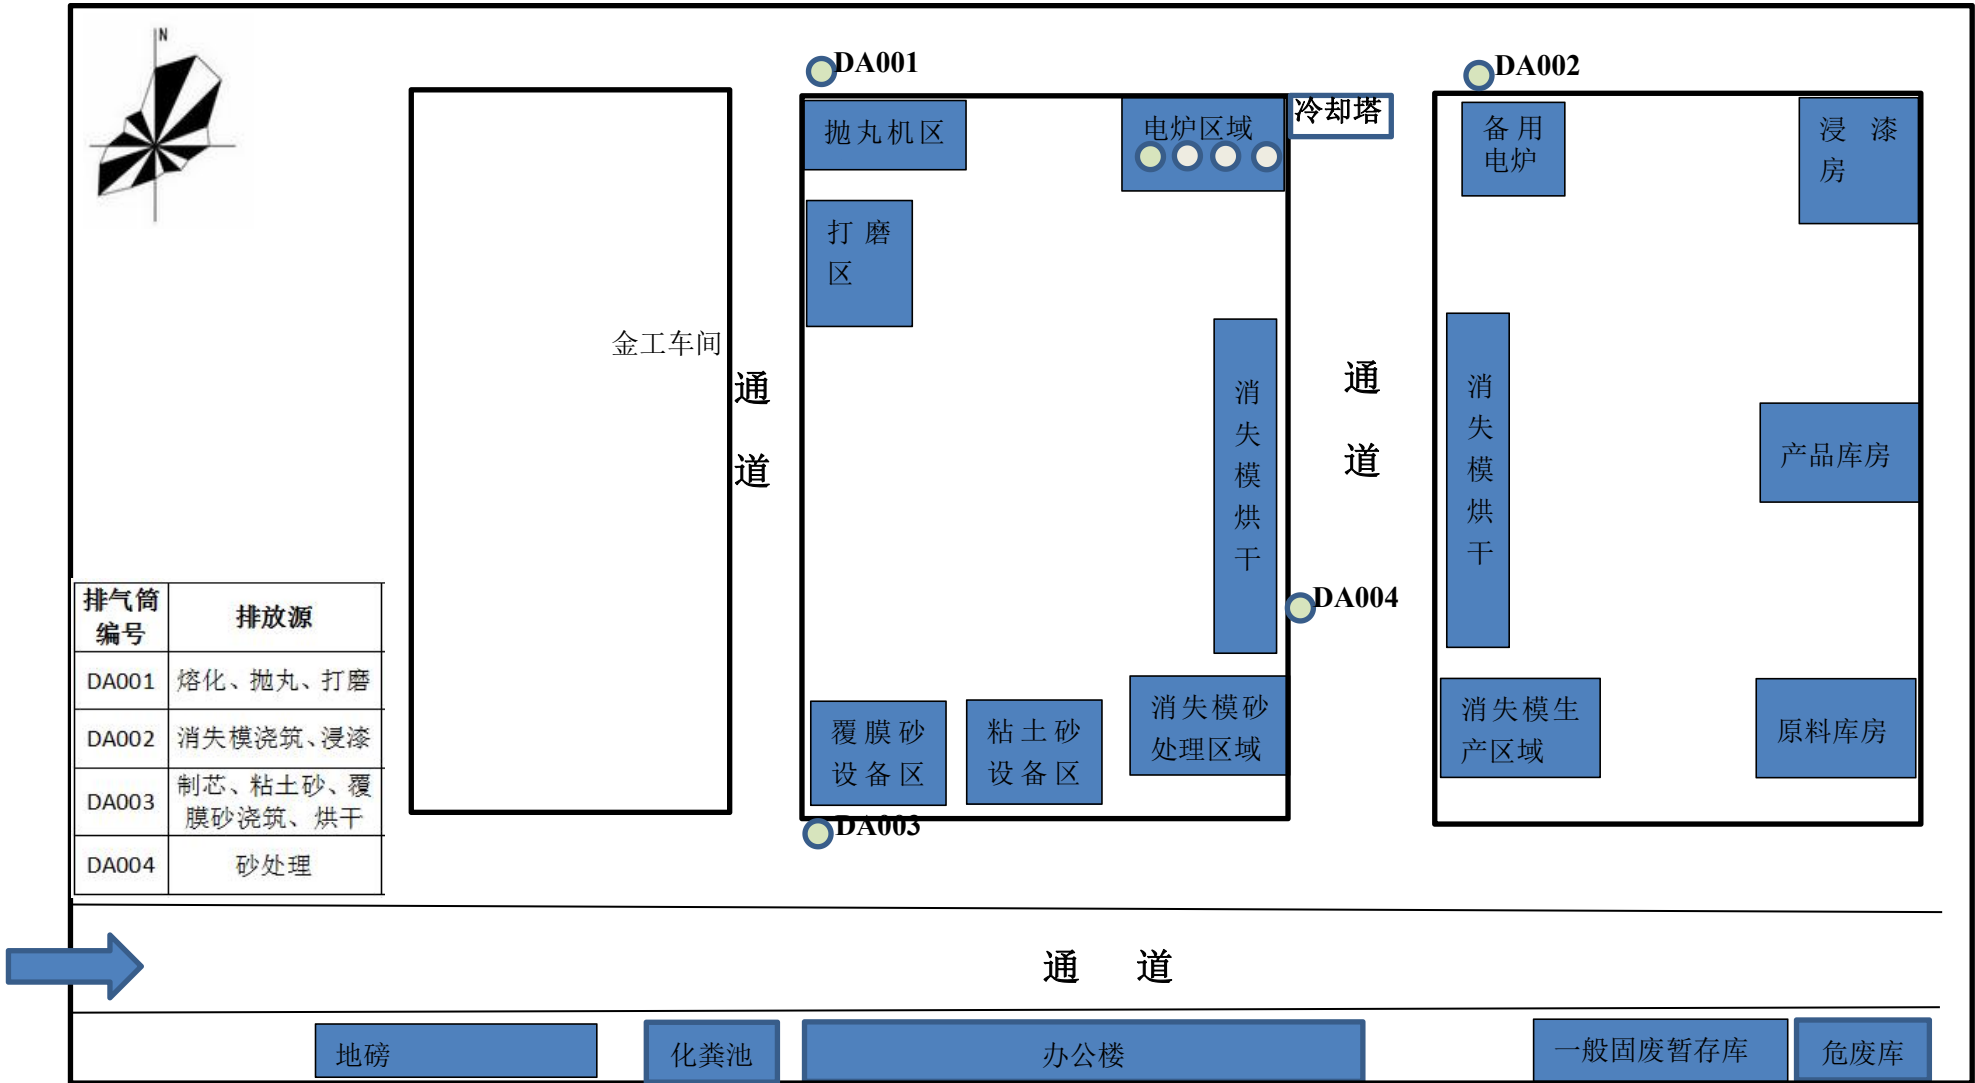 N
DA001
DA002
冷却塔
抛丸机区
电炉区域
备用
电炉
浸漆
房
打磨
区
金工车间
通
道
消
失
模
烘
干
通
道
消
失
模
烘
干
产品库房
DA004
排气筒
编号
排放源
DA001
熔化、抛丸、打磨
DA002
消失模浇筑、浸漆
DA003
制芯、粘土砂、覆
膜砂浇筑、烘干
DA004
砂处理
覆膜砂
设备区
粘土砂
设备区
消失模砂
处理区域
消失模生
产区域
原料库房
DA003
通 道
地磅
化粪池
办公楼
一般固废暂存库
危废库